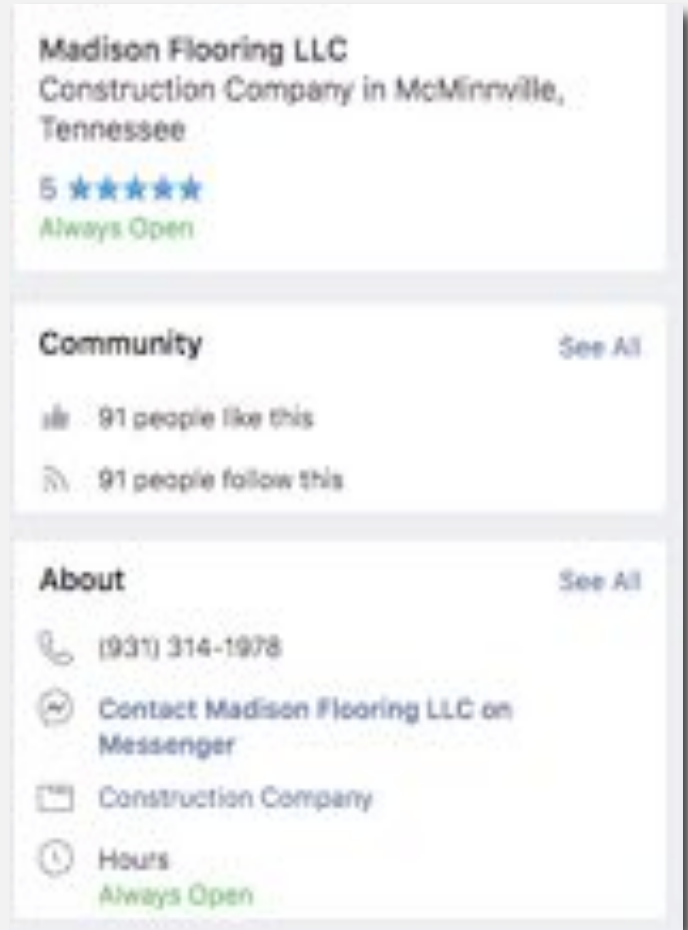 Madison Flooring LLC
Construction Company in McMinnville,
Tennessee
5 ★★★★★
Always Open
Community
See All
91 people like this
91 people follow this
About
See All
(931) 314-1978
Contact Madison Flooring LLC on
Messenger
Construction Company
Hours
Always Open